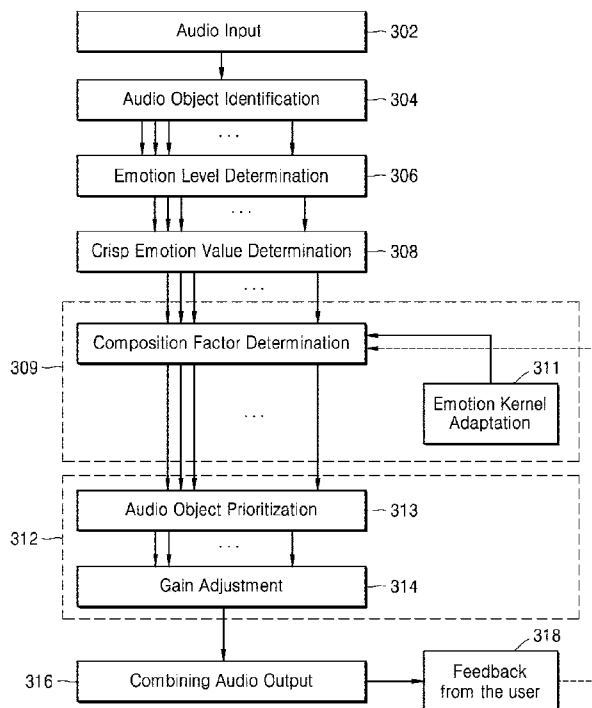 Audio Input 302
Audio Object Identification 304
...
Emotion Level Determination 306
...
Crisp Emotion Value Determination 308
...
Composition Factor Determination
309
311
Emotion Kernel
Adaptation
...
Audio Object Prioritization 313
312
...
Gain Adjustment 314
318
316 Combining Audio Output
Feedback
from the user